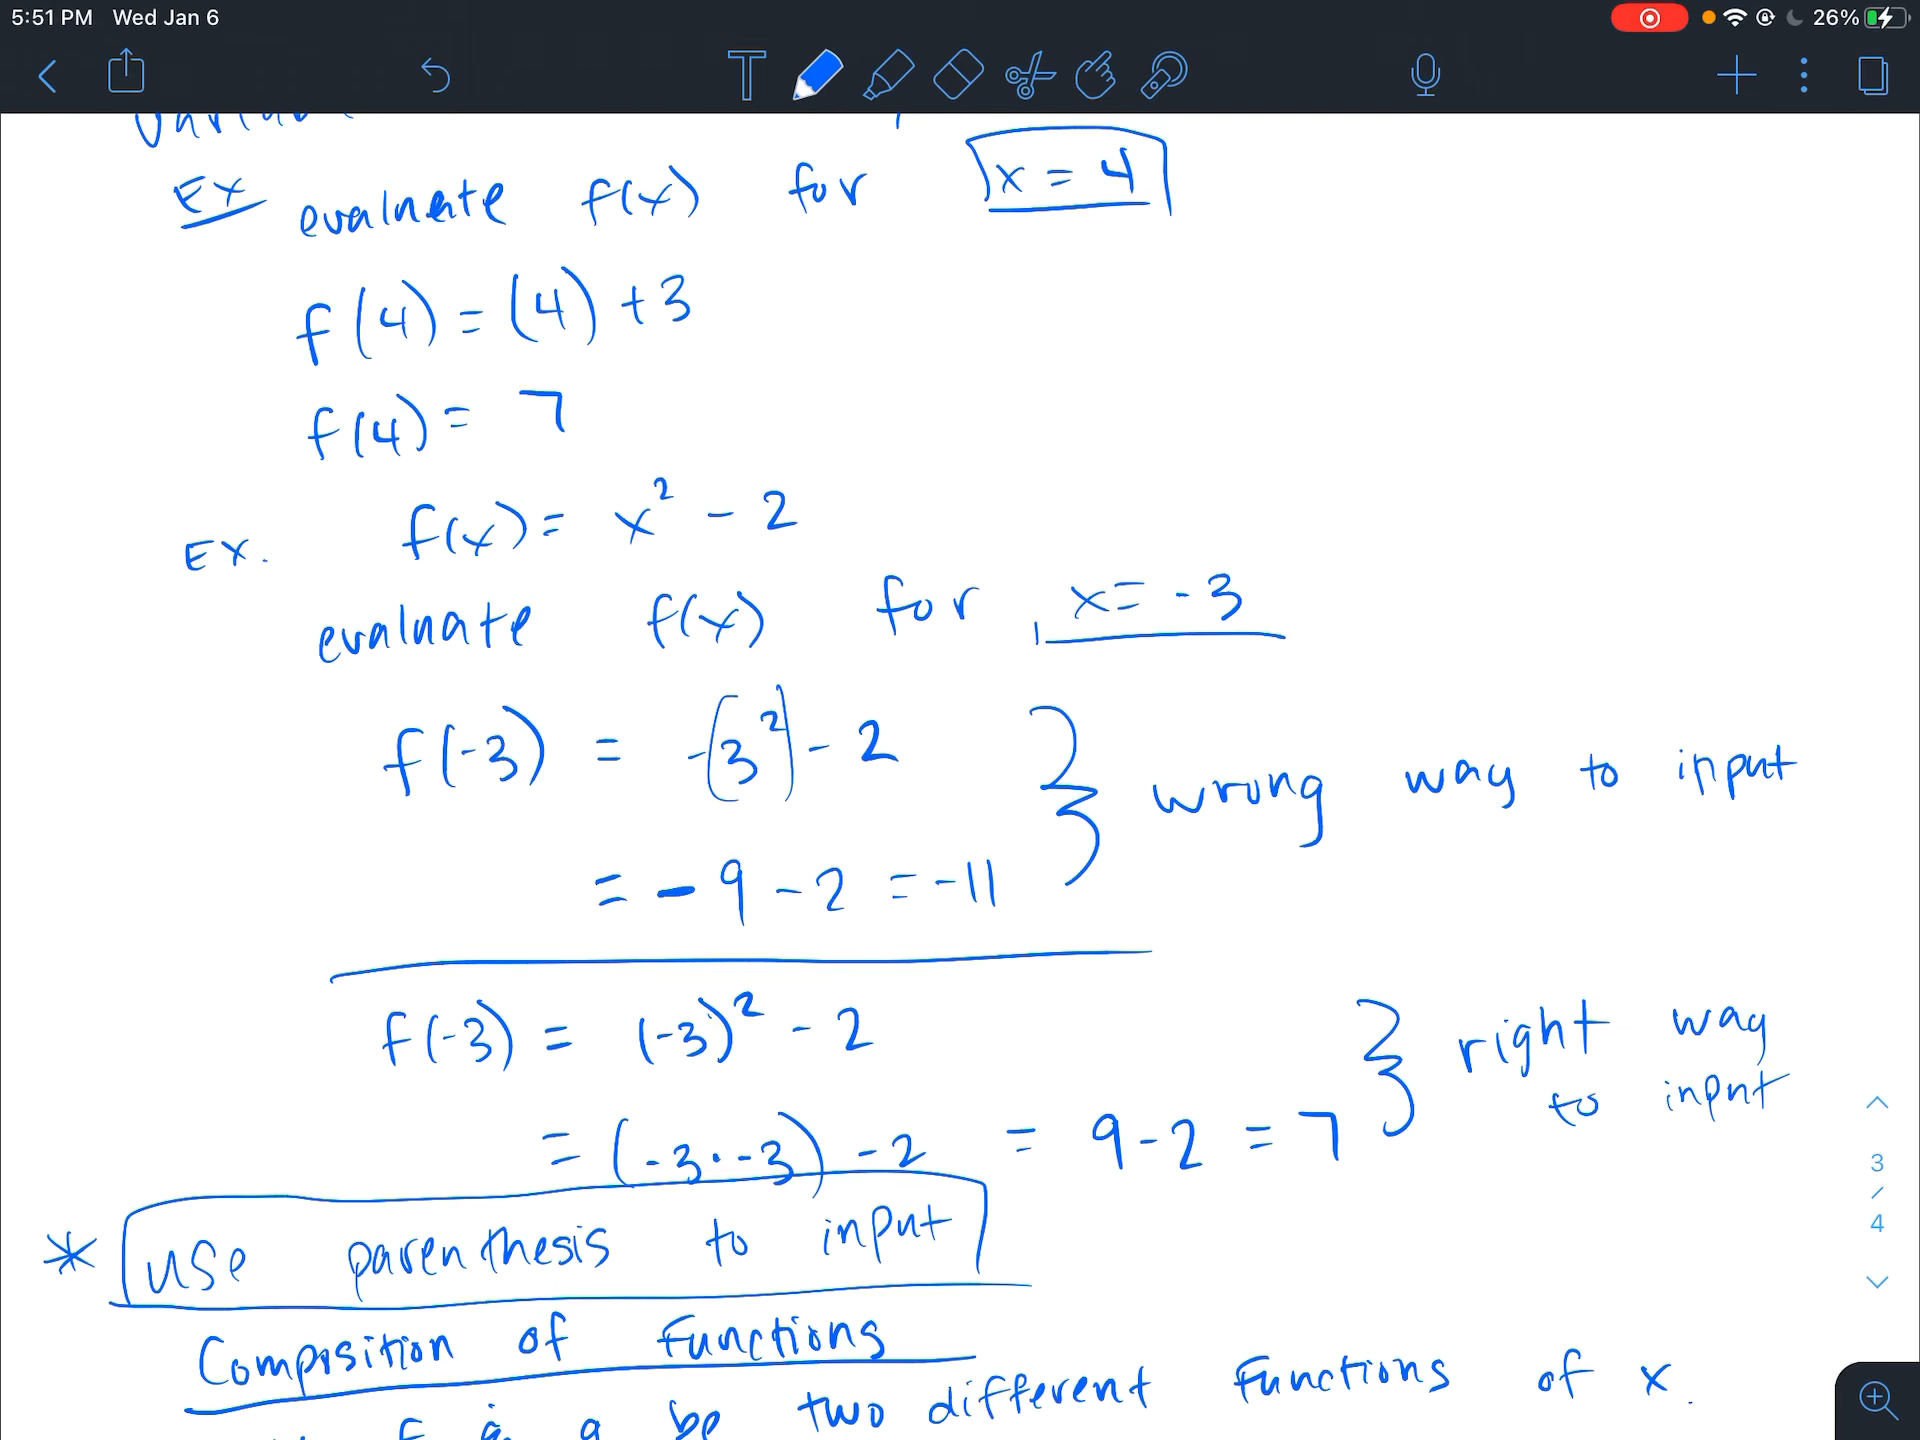 5:51 PM Wed Jan 6
26%
EX evaluate f(x) for x = 4
f(4) = (4) + 3
f(4) = 7
EX. f(x) = x² - 2
evaluate f(x) for x = -3
f(-3) = -(3²) - 2
= -9 - 2 = -11
wrong way to input
f(-3) = (-3)² - 2
= (-3 · -3) - 2 = 9 - 2 = 7
right way
to input
* use parenthesis to input
Composition of Functions
f & g be two different functions of x.
3
/
4